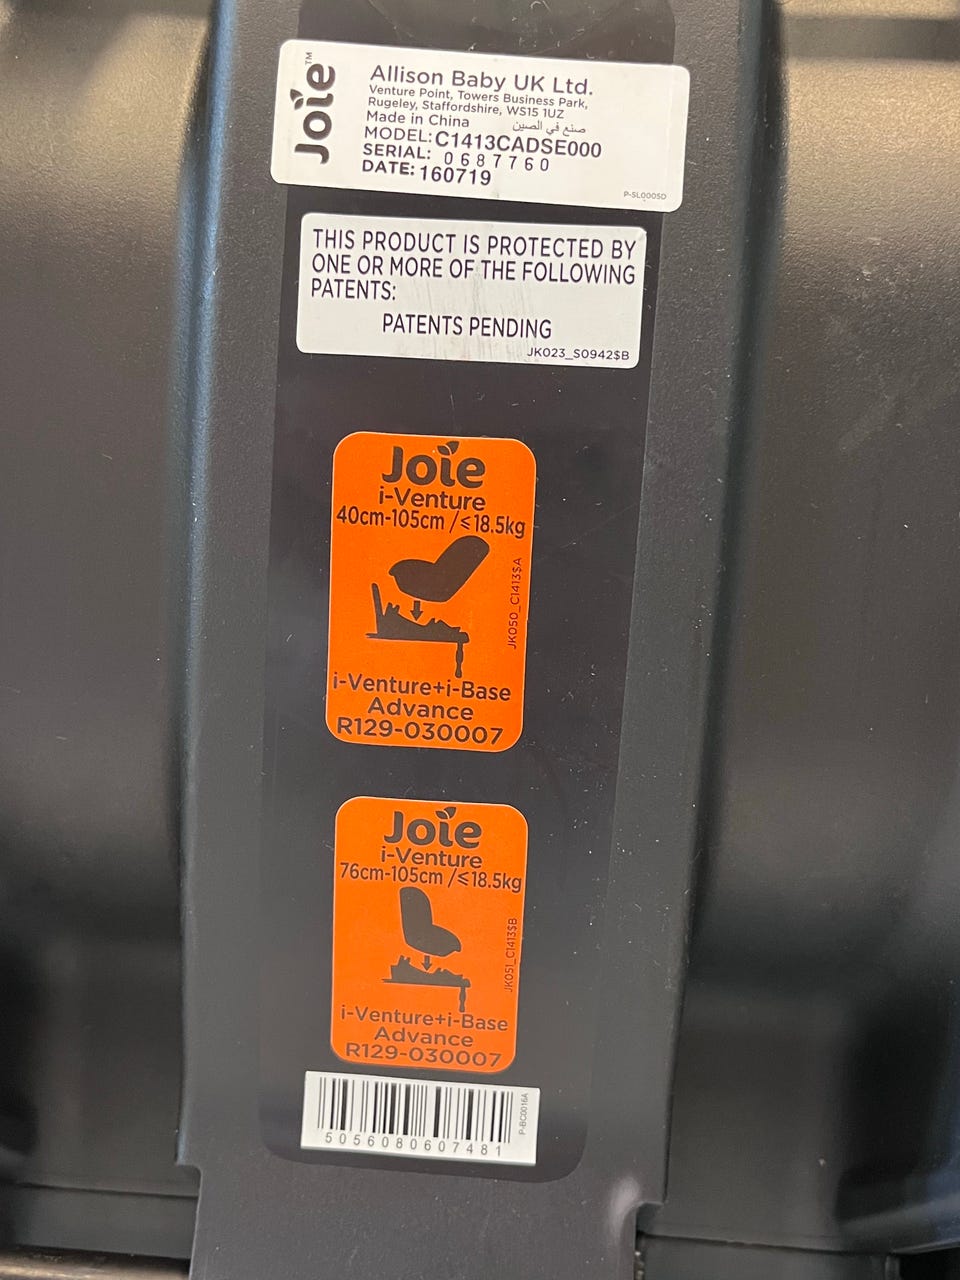 Joie™
Allison Baby UK Ltd.
Venture Point, Towers Business Park,
Rugeley, Staffordshire, WS15 1UZ
Made in China صنع في الصين
MODEL: C1413CADSE000
SERIAL: 0687760
DATE: 160719
P-SL0005D
THIS PRODUCT IS PROTECTED BY
ONE OR MORE OF THE FOLLOWING
PATENTS:
PATENTS PENDING
JK023_S0942$B
Joie
i-Venture
40cm-105cm /≤18.5kg
JK050_C1413$A
i-Venture+i-Base
Advance
R129-030007
Joie
i-Venture
76cm-105cm /≤18.5kg
JK051_C1413$B
i-Venture+i-Base
Advance
R129-030007
5056080607481
P-BC0016A